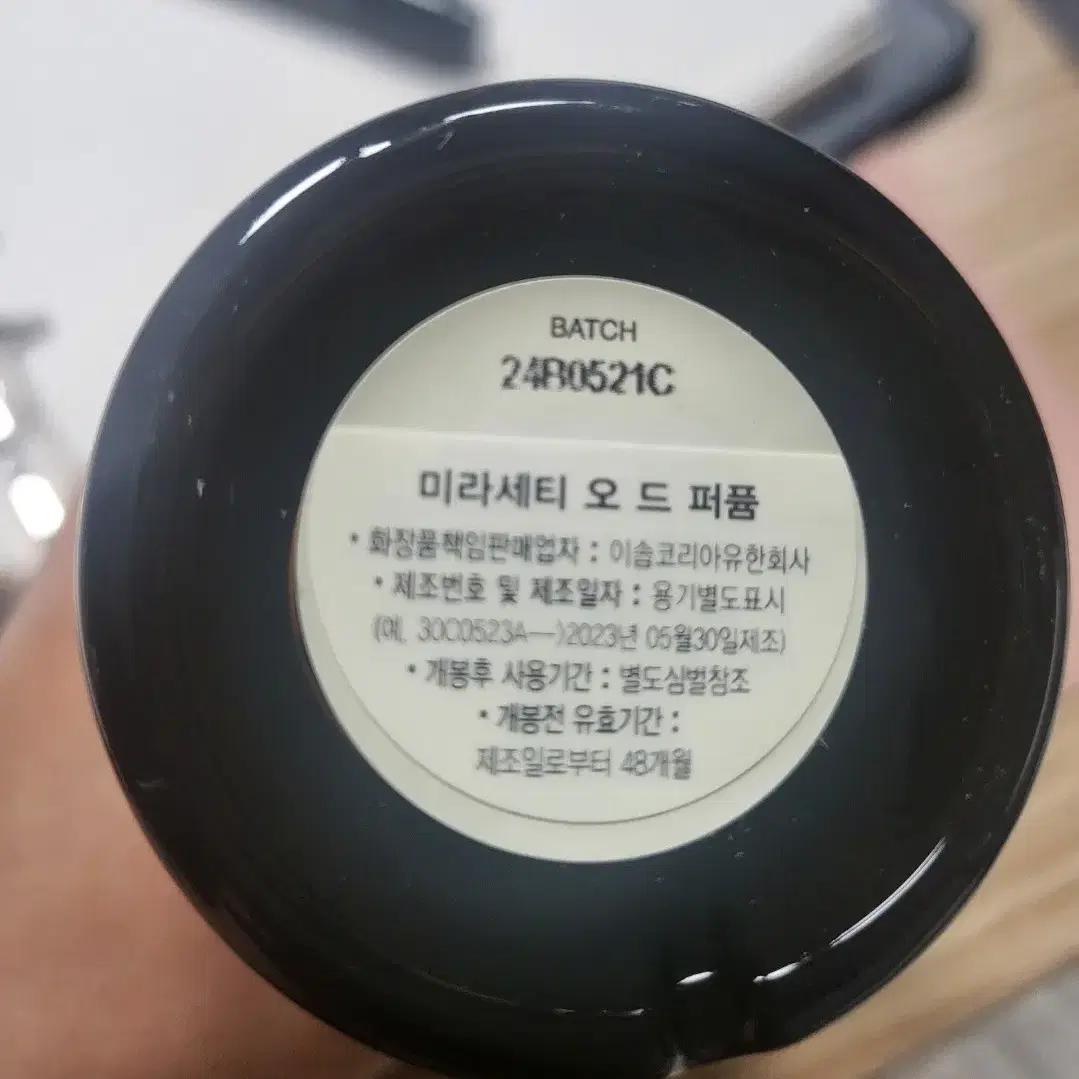 BATCH
24B0521C
미라세티 오 드 퍼퓸
• 화장품책임판매업자 : 이솝코리아유한회사
• 제조번호 및 제조일자 : 용기별도표시
(예. 30C0523A—>2023년 05월30일제조)
• 개봉후 사용기간 : 별도심벌참조
• 개봉전 유효기간 :
제조일로부터 48개월